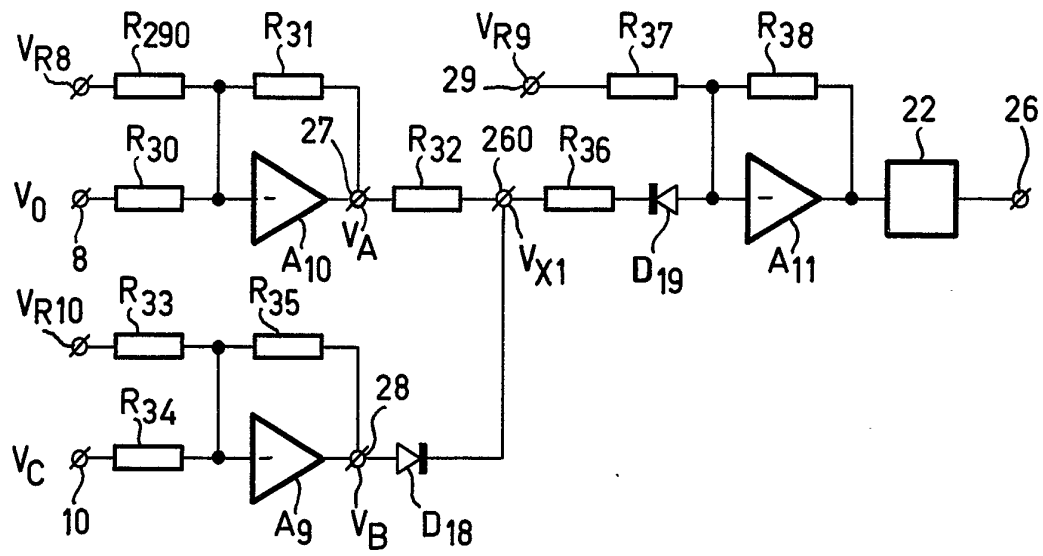 VR8
R290
R31
VR9
29
R37
R38
22
26
V0
8
R30
-
A10
27
VA
R32
260
VX1
R36
D19
-
A11
VR10
R33
R35
VC
10
R34
-
A9
28
VB
D18